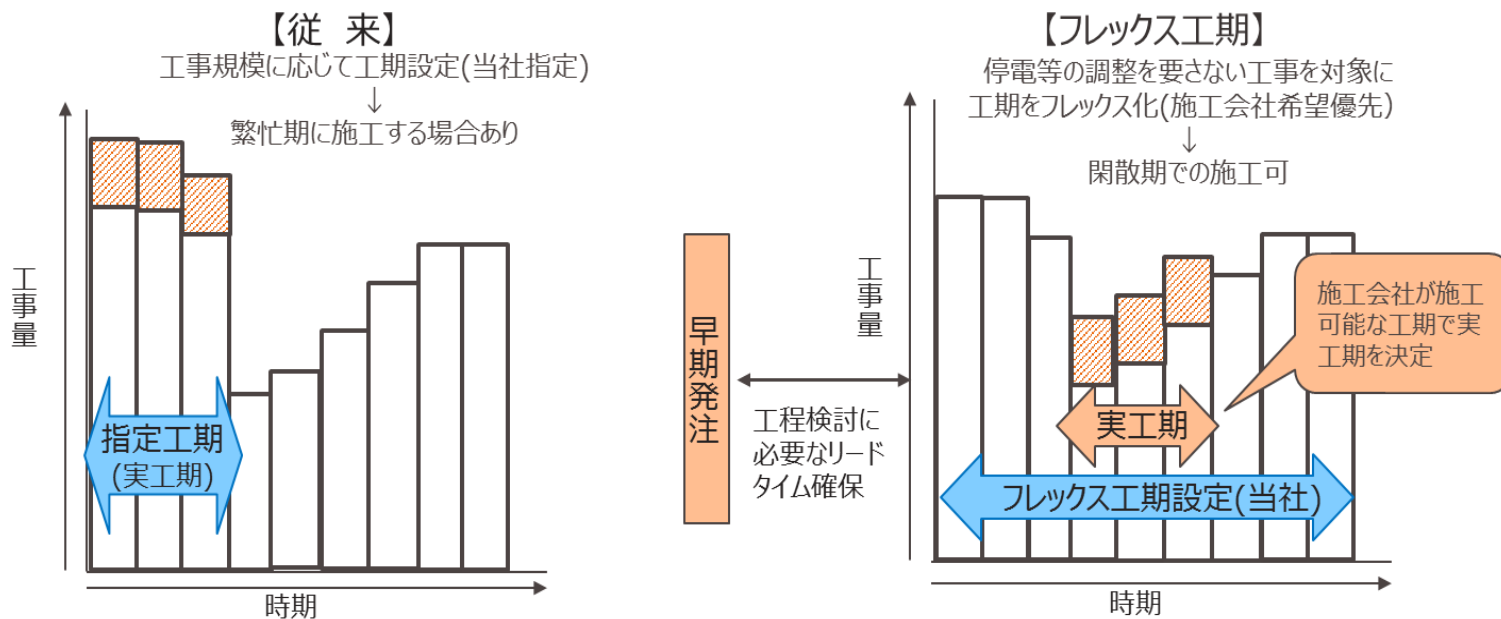 【従　来】
工事規模に応じて工期設定(当社指定)
↓
繁忙期に施工する場合あり
工事量
指定工期
(実工期)
時期
早期発注
工程検討に
必要なリード
タイム確保
【フレックス工期】
停電等の調整を要さない工事を対象に
工期をフレックス化(施工会社希望優先)
↓
閑散期での施工可
工事量
施工会社が施工
可能な工期で実
工期を決定
実工期
フレックス工期設定(当社)
時期